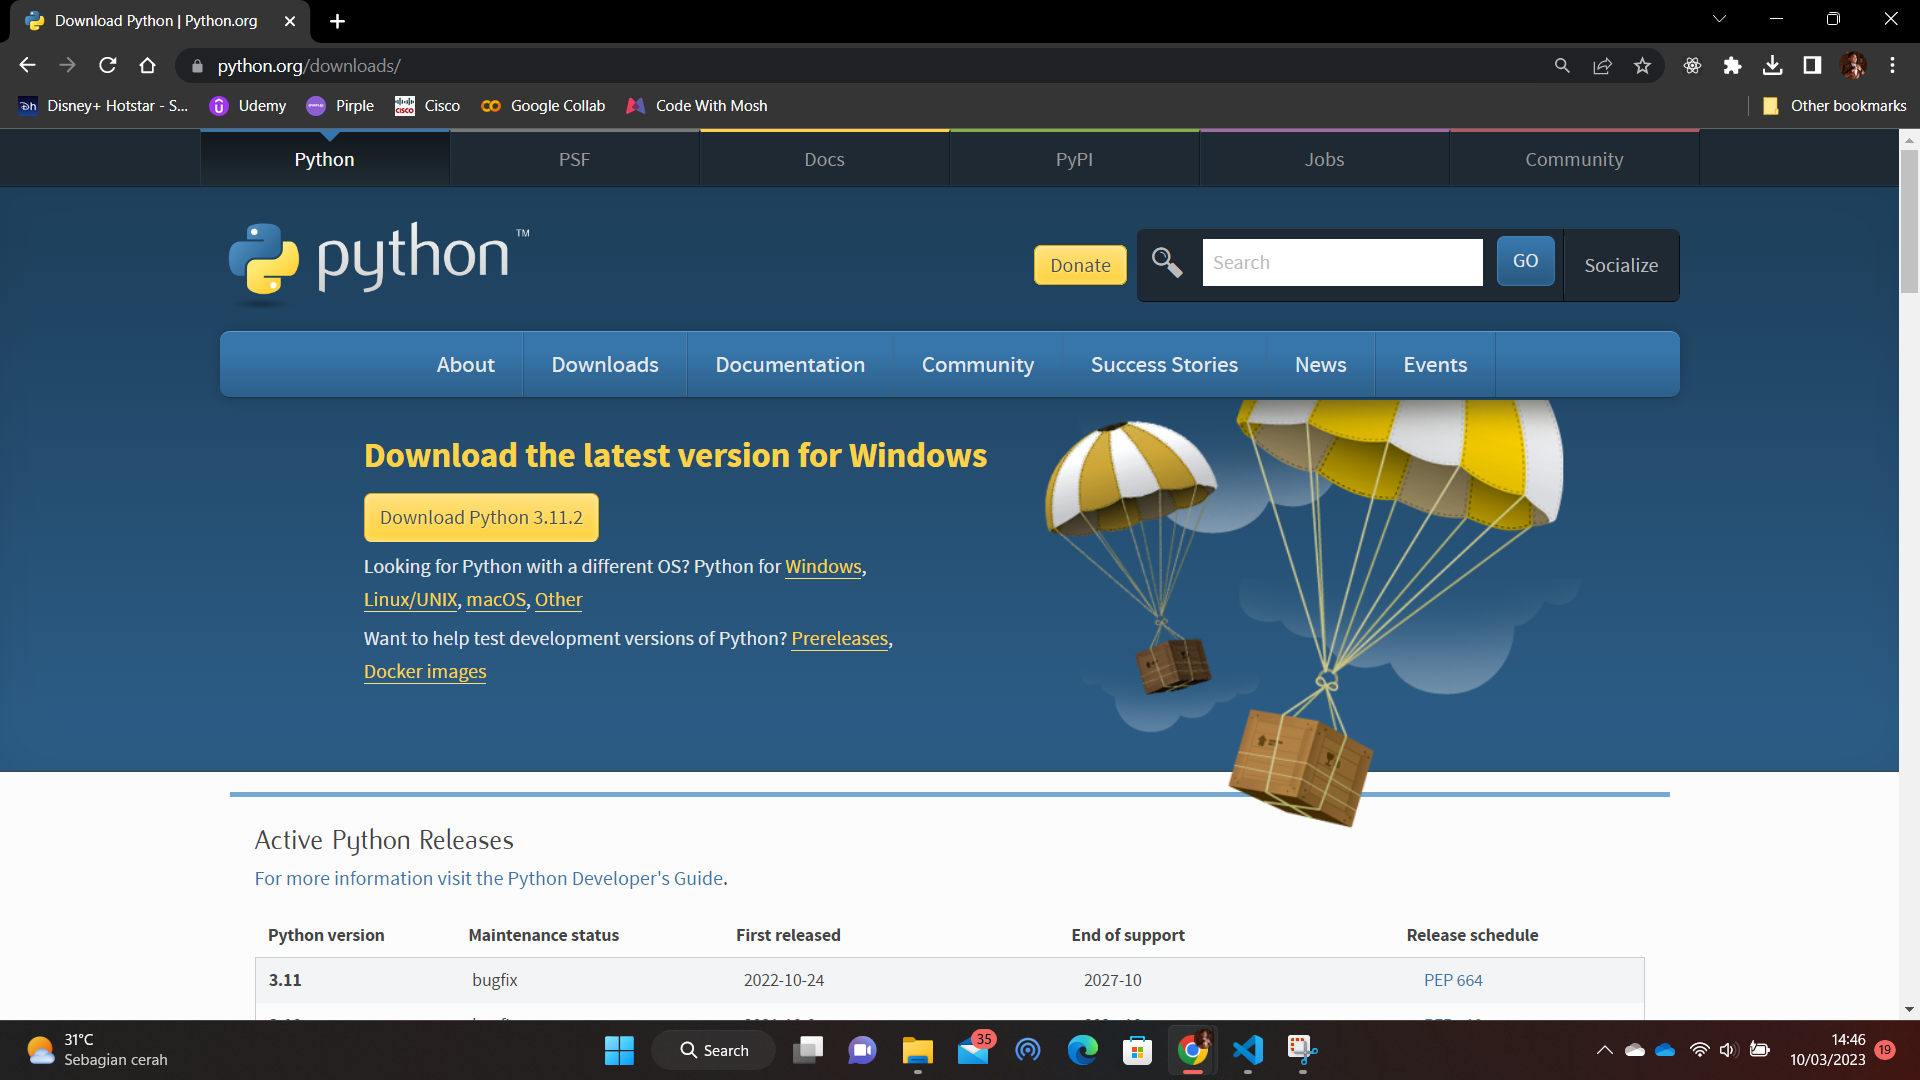 Download Python | Python.org
python.org/downloads/
Disney+ Hotstar - S...
Udemy
Pirple
Cisco
Google Collab
Code With Mosh
Other bookmarks
Python
PSF
Docs
PyPI
Jobs
Community
python™
Donate
Search
GO
Socialize
About
Downloads
Documentation
Community
Success Stories
News
Events
Download the latest version for Windows
Download Python 3.11.2
Looking for Python with a different OS? Python for Windows,
Linux/UNIX, macOS, Other
Want to help test development versions of Python? Prereleases,
Docker images
Active Python Releases
For more information visit the Python Developer's Guide.
Python version Maintenance status First released End of support Release schedule
3.11 bugfix 2022-10-24 2027-10 PEP 664
31°C
Sebagian cerah
Search
35
14:46
10/03/2023
19